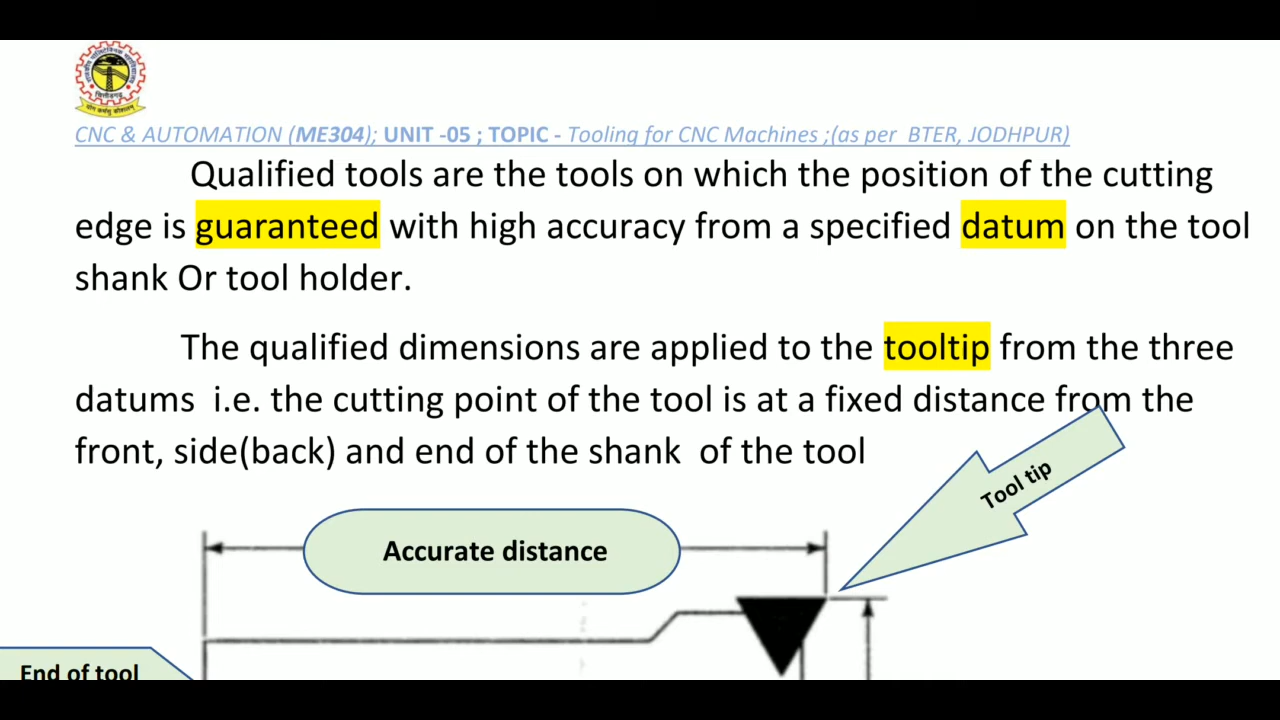 CNC & AUTOMATION (ME304); UNIT -05 ; TOPIC - Tooling for CNC Machines ;(as per BTER, JODHPUR)
Qualified tools are the tools on which the position of the cutting
edge is guaranteed with high accuracy from a specified datum on the tool
shank Or tool holder.
The qualified dimensions are applied to the tooltip from the three
datums i.e. the cutting point of the tool is at a fixed distance from the
front, side(back) and end of the shank of the tool
Tool tip
Accurate distance
End of tool